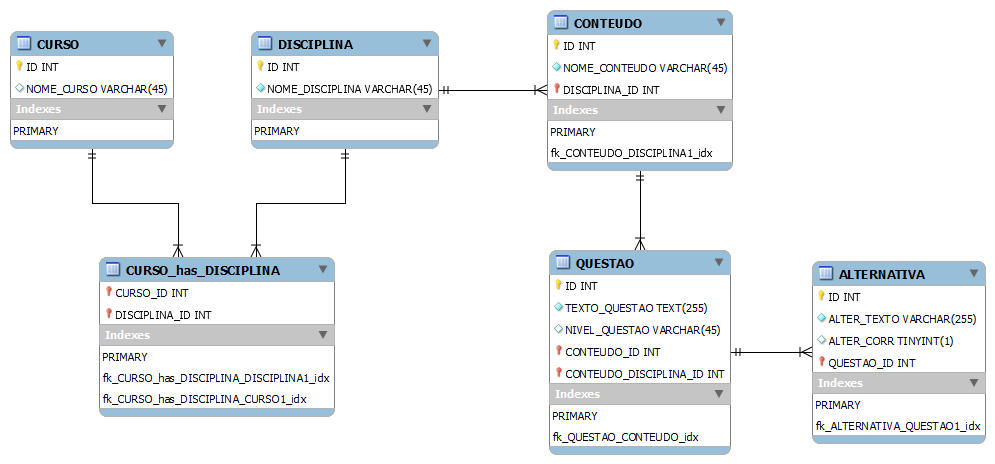 CURSO
ID INT
NOME_CURSO VARCHAR(45)
Indexes
PRIMARY
DISCIPLINA
ID INT
NOME_DISCIPLINA VARCHAR(45)
Indexes
PRIMARY
CONTEUDO
ID INT
NOME_CONTEUDO VARCHAR(45)
DISCIPLINA_ID INT
Indexes
PRIMARY
fk_CONTEUDO_DISCIPLINA1_idx
CURSO_has_DISCIPLINA
CURSO_ID INT
DISCIPLINA_ID INT
Indexes
PRIMARY
fk_CURSO_has_DISCIPLINA_DISCIPLINA1_idx
fk_CURSO_has_DISCIPLINA_CURSO1_idx
QUESTAO
ID INT
TEXTO_QUESTAO TEXT(255)
NIVEL_QUESTAO VARCHAR(45)
CONTEUDO_ID INT
CONTEUDO_DISCIPLINA_ID INT
Indexes
PRIMARY
fk_QUESTAO_CONTEUDO_idx
ALTERNATIVA
ID INT
ALTER_TEXTO VARCHAR(255)
ALTER_CORR TINYINT(1)
QUESTAO_ID INT
Indexes
PRIMARY
fk_ALTERNATIVA_QUESTAO1_idx